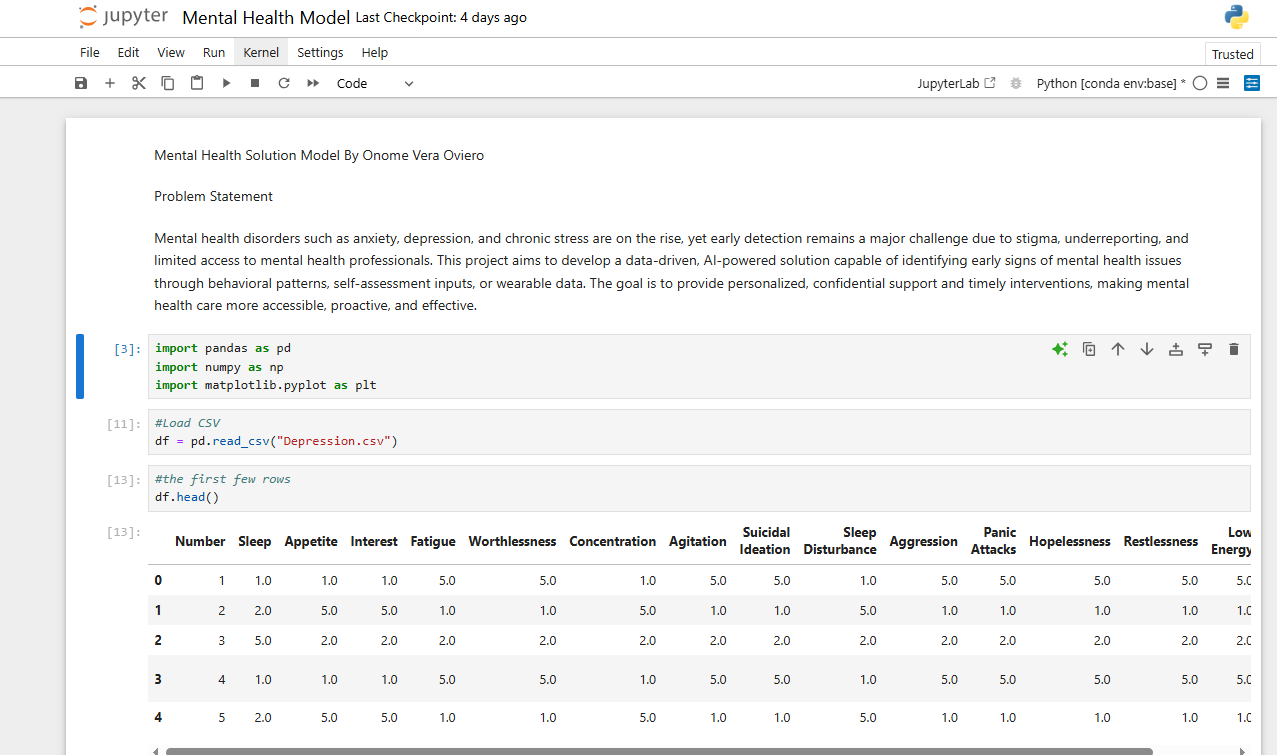 jupyter Mental Health Model Last Checkpoint: 4 days ago
File Edit View Run Kernel Settings Help Trusted
Code JupyterLab Python [conda env:base] *
Mental Health Solution Model By Onome Vera Oviero
Problem Statement
Mental health disorders such as anxiety, depression, and chronic stress are on the rise, yet early detection remains a major challenge due to stigma, underreporting, and
limited access to mental health professionals. This project aims to develop a data-driven, AI-powered solution capable of identifying early signs of mental health issues
through behavioral patterns, self-assessment inputs, or wearable data. The goal is to provide personalized, confidential support and timely interventions, making mental
health care more accessible, proactive, and effective.
[3]: import pandas as pd
import numpy as np
import matplotlib.pyplot as plt
[11]: #Load CSV
df = pd.read_csv("Depression.csv")
[13]: #the first few rows
df.head()
[13]:
Number Sleep Appetite Interest Fatigue Worthlessness Concentration Agitation Suicidal Ideation Sleep Disturbance Aggression Panic Attacks Hopelessness Restlessness Low Energy
0 1 1.0 1.0 1.0 5.0 5.0 1.0 5.0 5.0 1.0 5.0 5.0 5.0 5.0 5.0
1 2 2.0 5.0 5.0 1.0 1.0 5.0 1.0 1.0 5.0 1.0 1.0 1.0 1.0 1.0
2 3 5.0 2.0 2.0 2.0 2.0 2.0 2.0 2.0 2.0 2.0 2.0 2.0 2.0 2.0
3 4 1.0 1.0 1.0 5.0 5.0 1.0 5.0 5.0 1.0 5.0 5.0 5.0 5.0 5.0
4 5 2.0 5.0 5.0 1.0 1.0 5.0 1.0 1.0 5.0 1.0 1.0 1.0 1.0 1.0